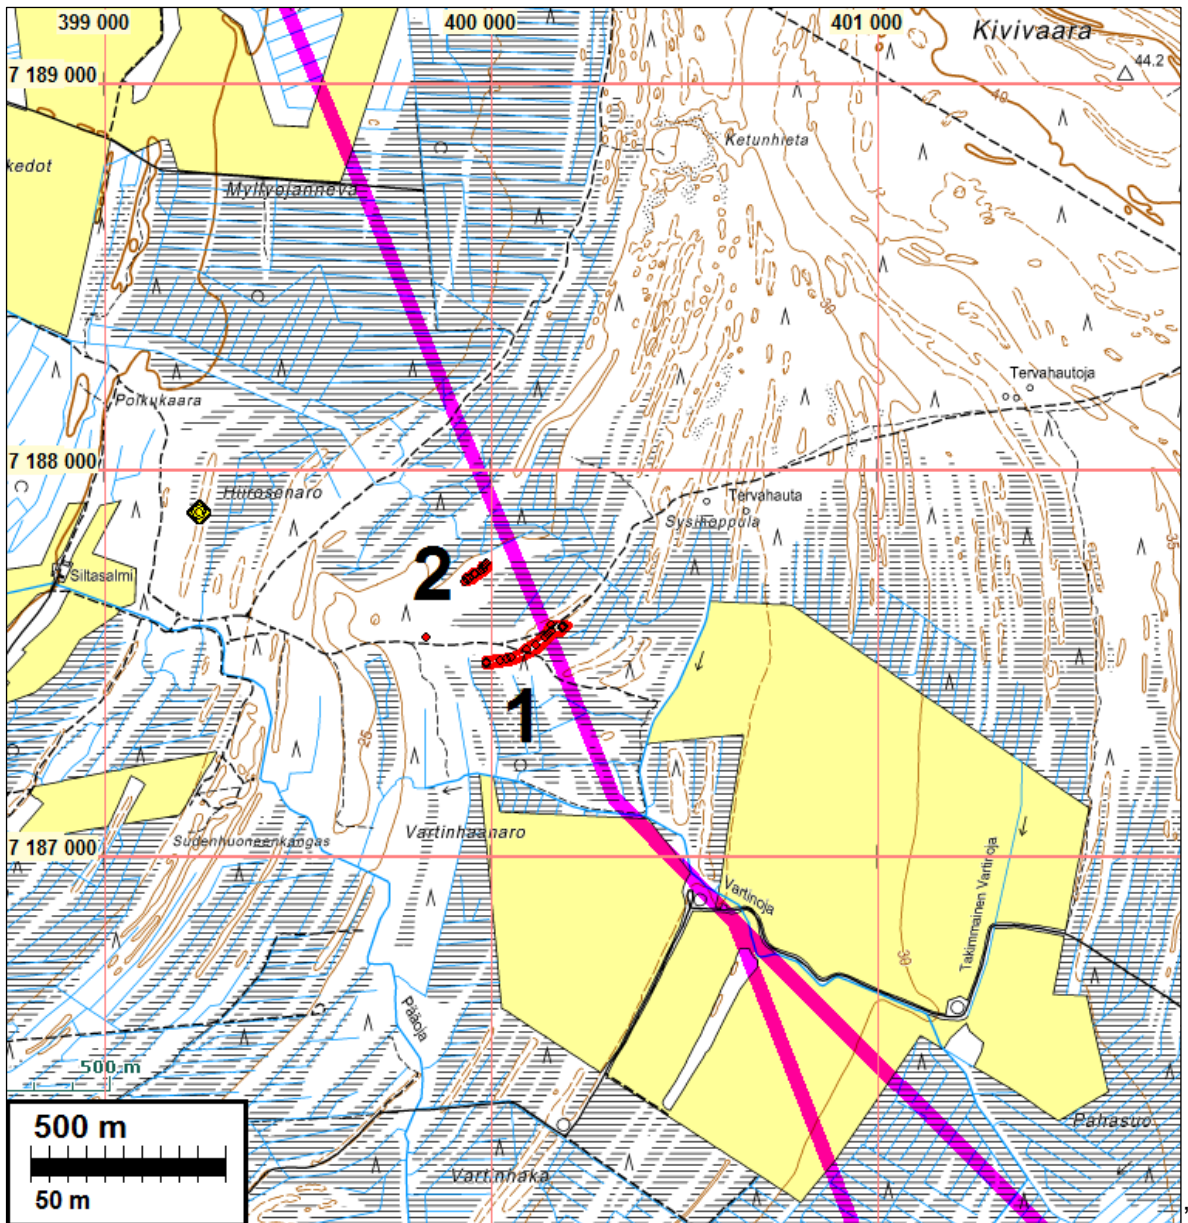 399 000
400 000
401 000
Kivivaara
44.2
7 189 000
40
Ketunhieta
kedot
Myllyojanneva
30
Tervahautoja
Poikukaara
7 188 000
Hiirosenaro
Tervahauta
Sysihoppula
35
2
Siltasalmi
1
25
Vartinhaanaro
Sudenhuoneenkangas
7 187 000
Vartinoja
Takimmainen Vartinoja
30
Pääoja
500 m
Pahasuo
500 m
Vartinhaka
50 m
,